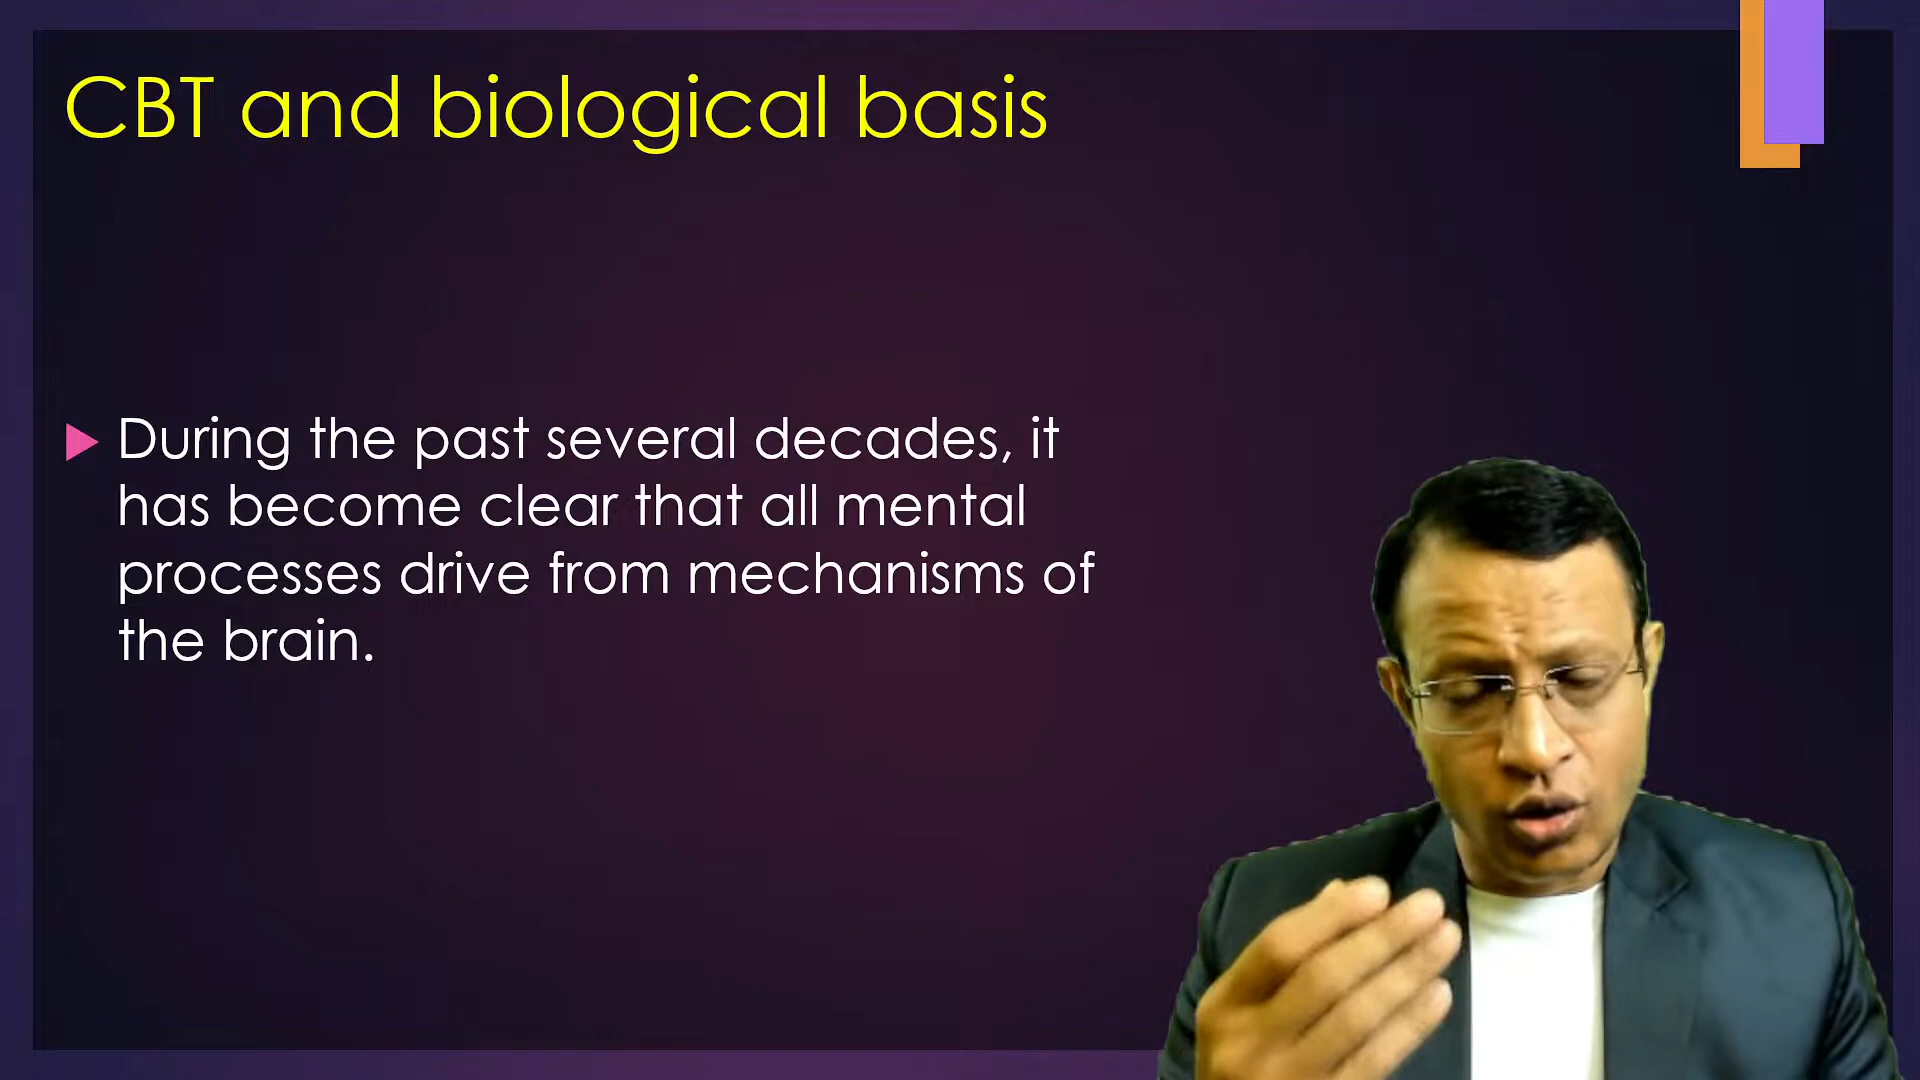 CBT and biological basis
During the past several decades, it
has become clear that all mental
processes drive from mechanisms of
the brain.